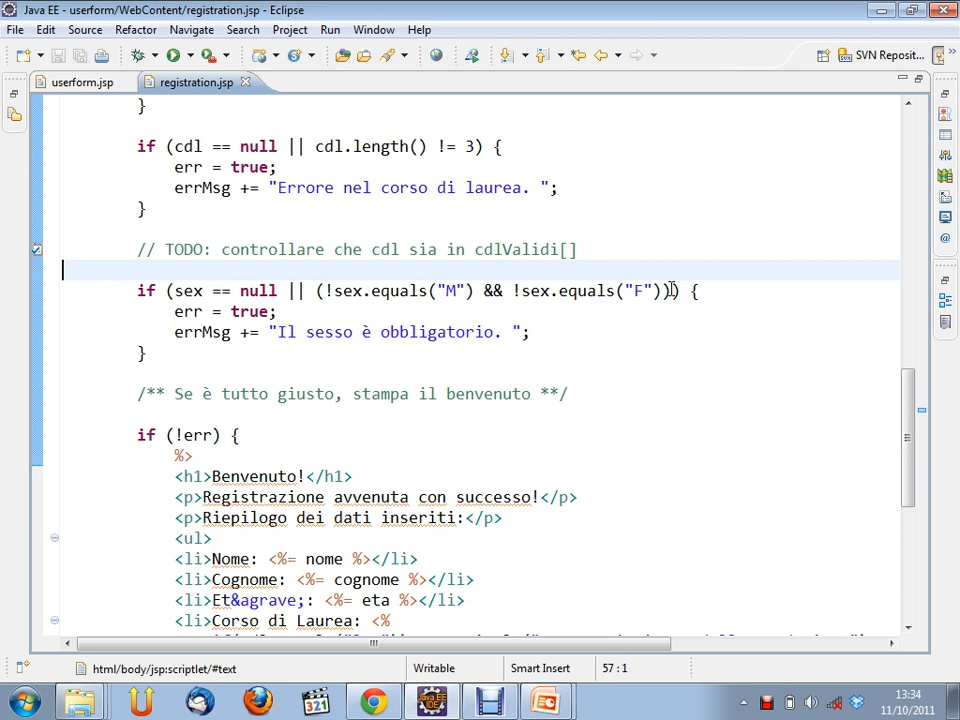 Java EE - userform/WebContent/registration.jsp - Eclipse
File Edit Source Refactor Navigate Search Project Run Window Help
SVN Reposit...
userform.jsp registration.jsp
}
if (cdl == null || cdl.length() != 3) {
err = true;
errMsg += "Errore nel corso di laurea. ";
}
// TODO: controllare che cdl sia in cdlValidi[]
if (sex == null || (!sex.equals("M") && !sex.equals("F"))) {
err = true;
errMsg += "Il sesso è obbligatorio. ";
}
/** Se è tutto giusto, stampa il benvenuto **/
if (!err) {
%>
<h1>Benvenuto!</h1>
<p>Registrazione avvenuta con successo!</p>
<p>Riepilogo dei dati inseriti:</p>
<ul>
<li>Nome: <%= nome %></li>
<li>Cognome: <%= cognome %></li>
<li>Et&agrave;: <%= eta %></li>
<li>Corso di Laurea: <%
html/body/jsp:scriptlet/#text Writable Smart Insert 57 : 1
321
Java EE IDE
13:34
11/10/2011